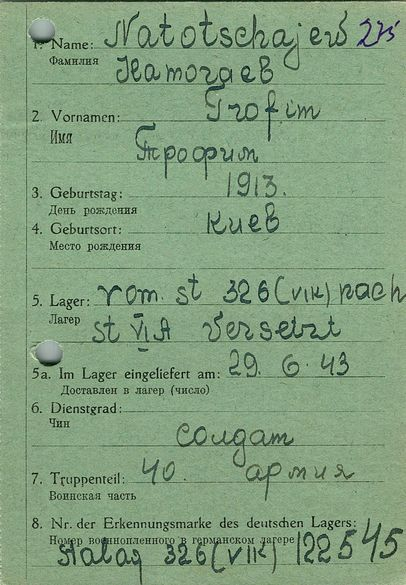 1. Name: Natotschajew 275
Фамилия Натогаев
2. Vornamen: Trofim
Имя Трофим
3. Geburtstag: 1913.
День рождения
4. Geburtsort: Киев
Место рождения
5. Lager: vom. st 326 (VIK) nach
Лагер st VI A Versetzt
5a. Im Lager eingeliefert am: 29. 6. 43
Доставлен в лагер (число)
6. Dienstgrad:
Чин солдат
7. Truppenteil: 40. армия
Воинская часть
8. Nr. der Erkennungsmarke des deutschen Lagers:
Номер военнопленного в германском лагере
Stalag 326 (VIK) 122545